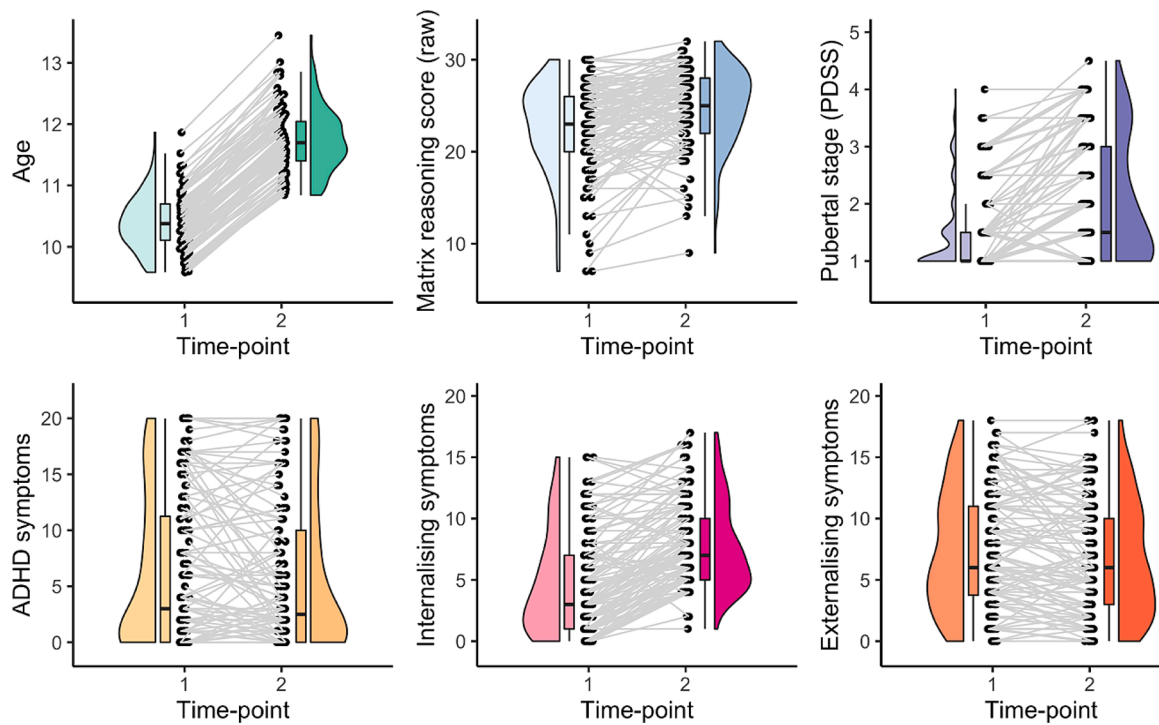 Age
13
12
11
10
1 2
Time-point
Matrix reasoning score (raw)
30
20
10
1 2
Time-point
Pubertal stage (PDSS)
5
4
3
2
1
1 2
Time-point
ADHD symptoms
20
15
10
5
0
1 2
Time-point
Internalising symptoms
20
15
10
5
0
1 2
Time-point
Externalising symptoms
20
15
10
5
0
1 2
Time-point